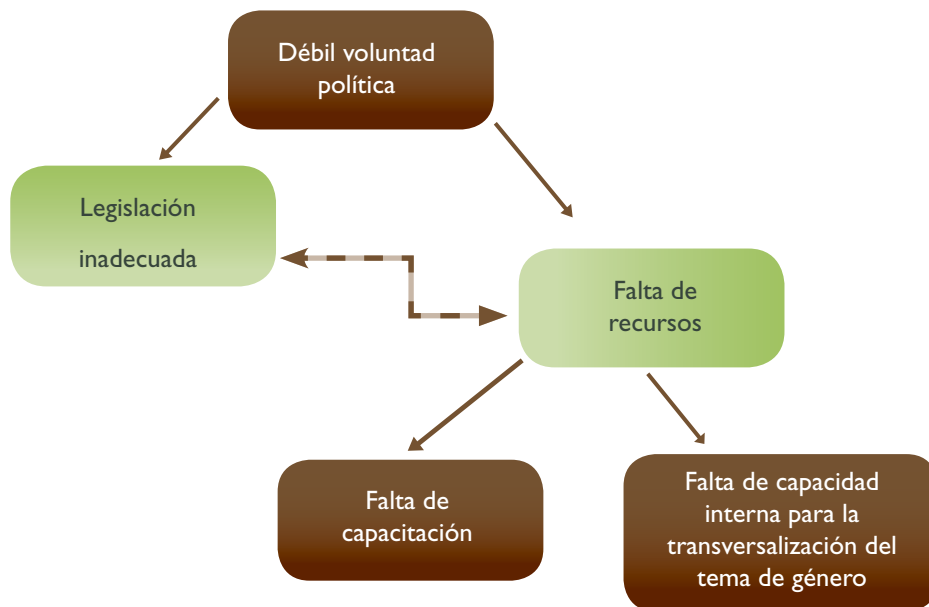 Débil voluntad
política
Legislación
inadecuada
Falta de
recursos
Falta de
capacitación
Falta de capacidad
interna para la
transversalización del
tema de género